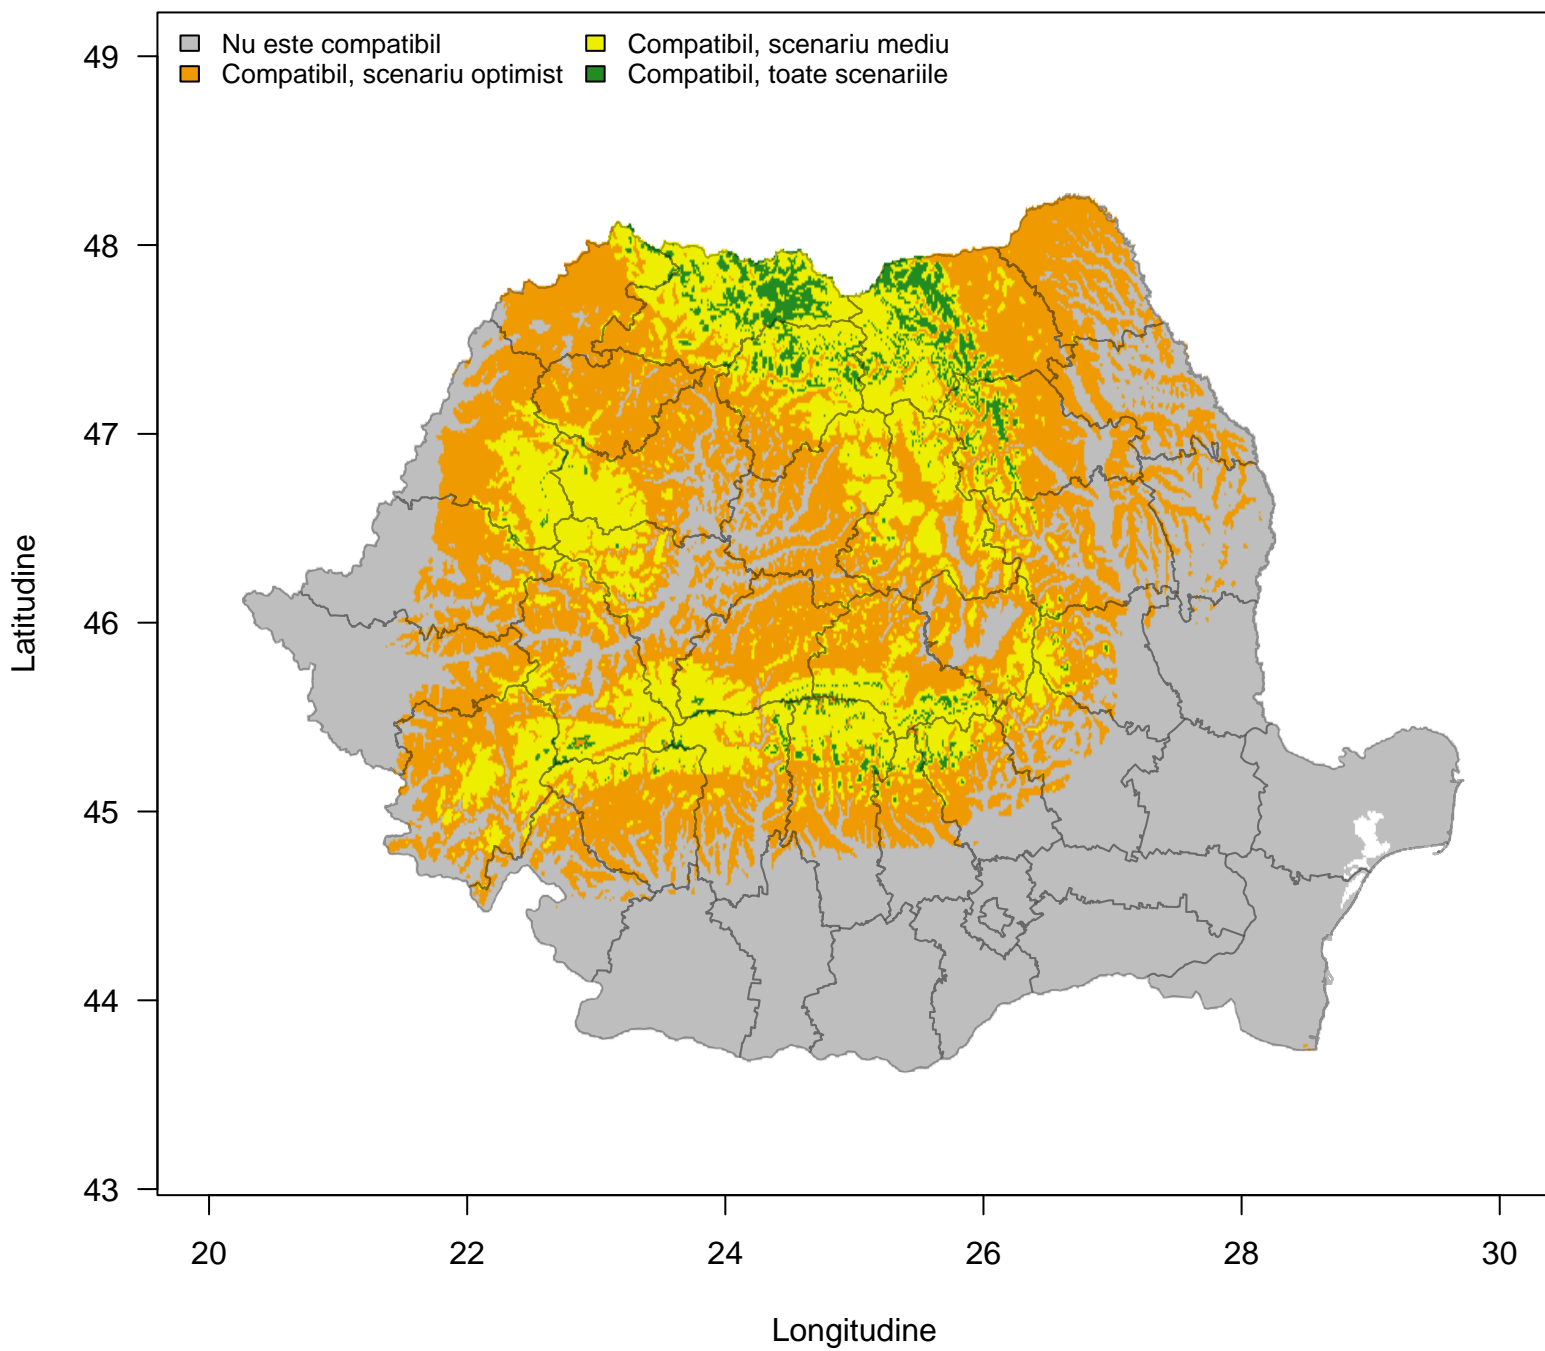 Nu este compatibil
Compatibil, scenariu optimist
Compatibil, scenariu mediu
Compatibil, toate scenariile
49
48
47
46
45
44
43
Latitudine
20 22 24 26 28 30
Longitudine